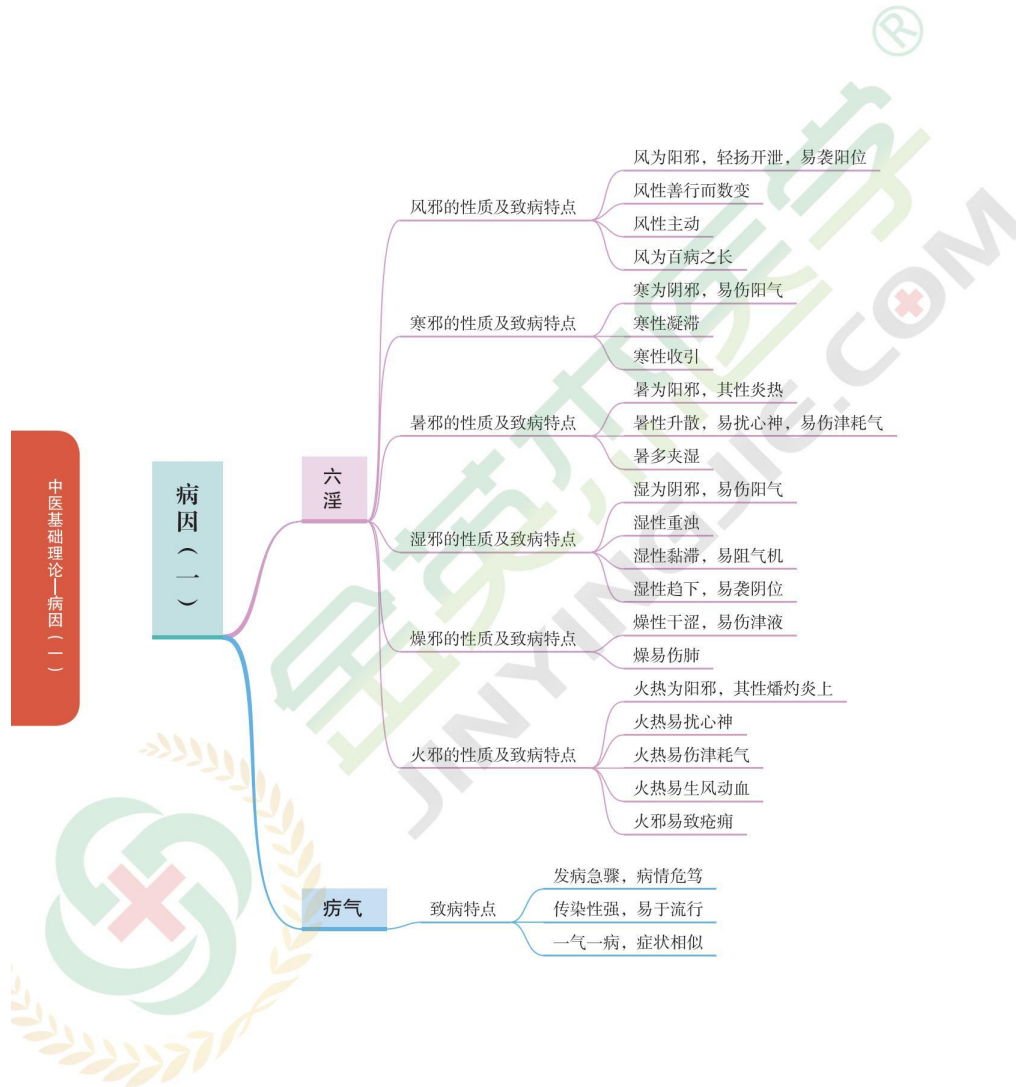 中医基础理论—病因(一)
病因(一)
六淫
风邪的性质及致病特点
风为阳邪，轻扬开泄，易袭阳位
风性善行而数变
风性主动
风为百病之长
寒邪的性质及致病特点
寒为阴邪，易伤阳气
寒性凝滞
寒性收引
暑邪的性质及致病特点
暑为阳邪，其性炎热
暑性升散，易扰心神，易伤津耗气
暑多夹湿
湿邪的性质及致病特点
湿为阴邪，易伤阳气
湿性重浊
湿性黏滞，易阻气机
湿性趋下，易袭阴位
燥邪的性质及致病特点
燥性干涩，易伤津液
燥易伤肺
火邪的性质及致病特点
火热为阳邪，其性燔灼炎上
火热易扰心神
火热易伤津耗气
火热易生风动血
火邪易致疮痈
疠气
致病特点
发病急骤，病情危笃
传染性强，易于流行
一气一病，症状相似
金英杰医学®
JINYINGJIE.COM